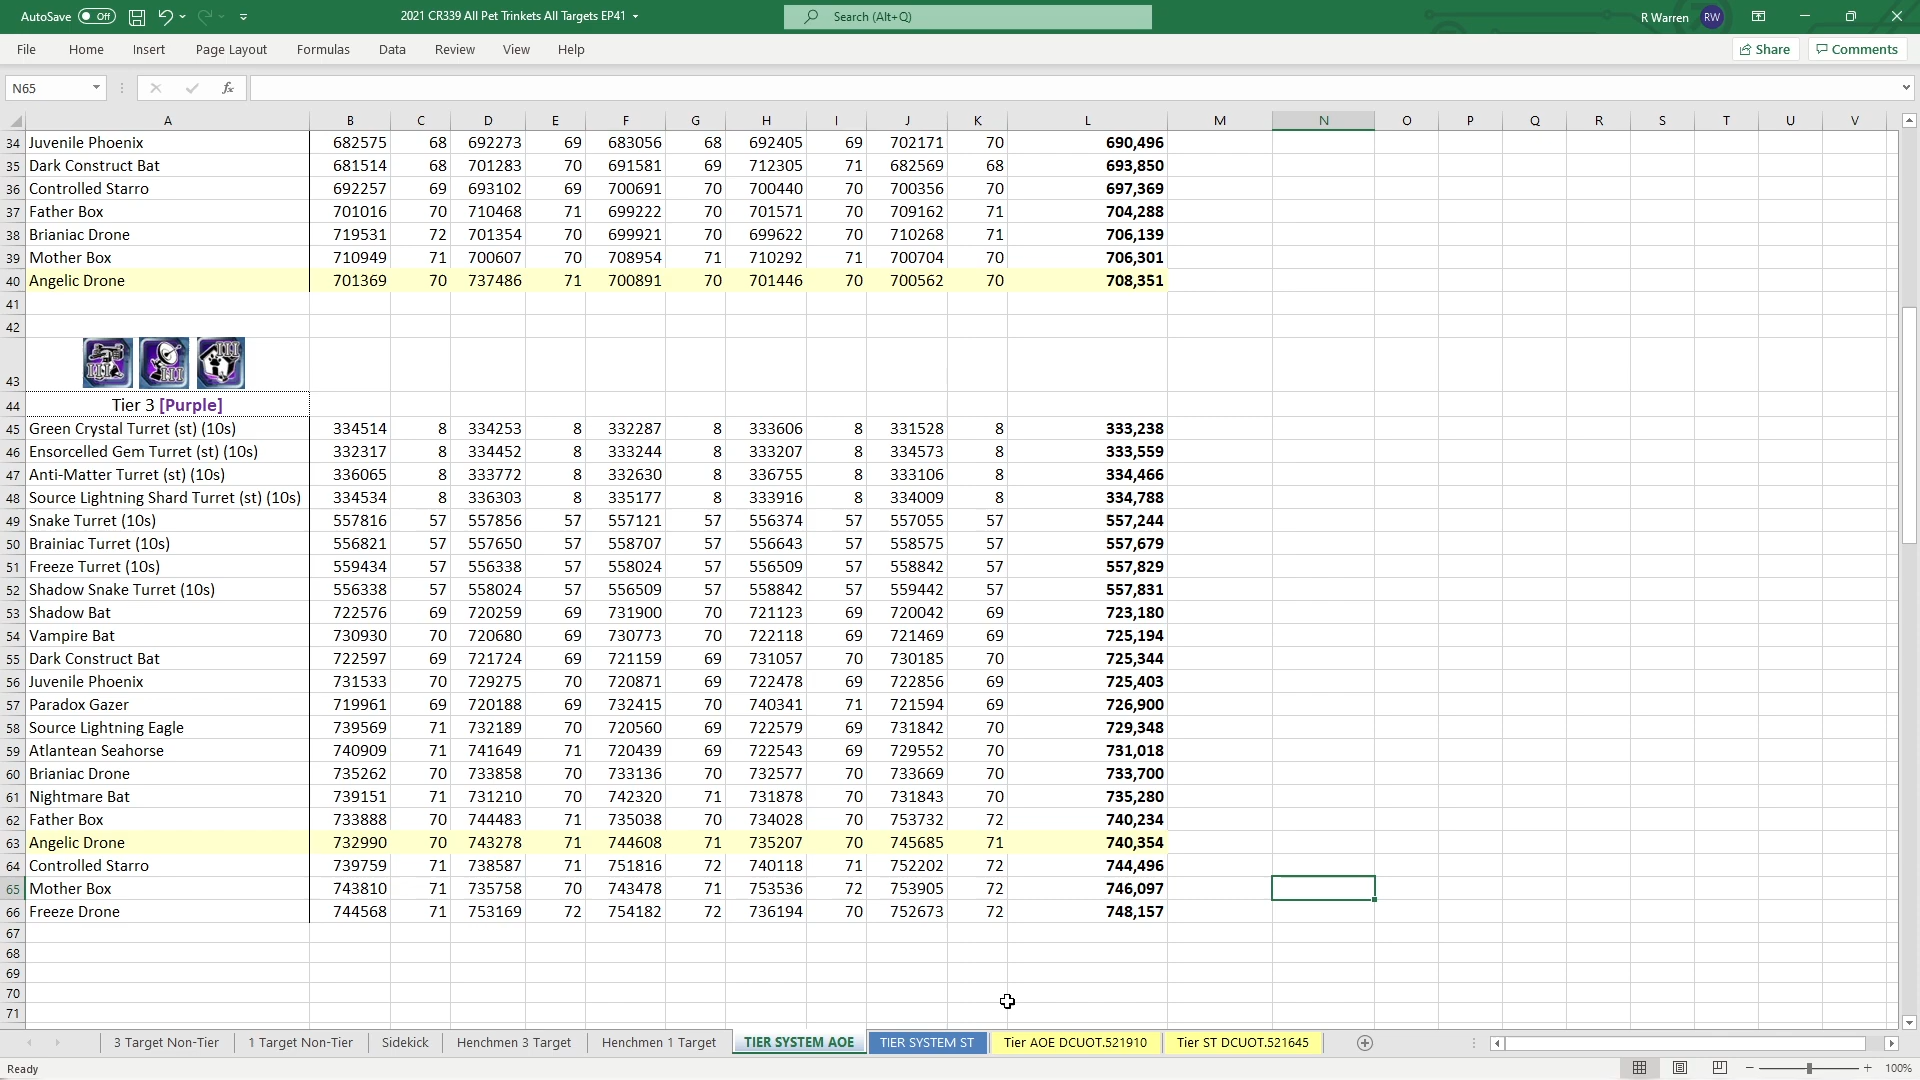 AutoSave Off 2021 CR339 All Pet Trinkets All Targets EP41 Search (Alt+Q) R Warren RW
File Home Insert Page Layout Formulas Data Review View Help Share Comments
N65 fx
A B C D E F G H I J K L M N O P Q R S T U V
34 Juvenile Phoenix 682575 68 692273 69 683056 68 692405 69 702171 70 690,496
35 Dark Construct Bat 681514 68 701283 70 691581 69 712305 71 682569 68 693,850
36 Controlled Starro 692257 69 693102 69 700691 70 700440 70 700356 70 697,369
37 Father Box 701016 70 710468 71 699222 70 701571 70 709162 71 704,288
38 Brianiac Drone 719531 72 701354 70 699921 70 699622 70 710268 71 706,139
39 Mother Box 710949 71 700607 70 708954 71 710292 71 700704 70 706,301
40 Angelic Drone 701369 70 737486 71 700891 70 701446 70 700562 70 708,351
41
42
43 III III III
44 Tier 3 [Purple]
45 Green Crystal Turret (st) (10s) 334514 8 334253 8 332287 8 333606 8 331528 8 333,238
46 Ensorcelled Gem Turret (st) (10s) 332317 8 334452 8 333244 8 333207 8 334573 8 333,559
47 Anti-Matter Turret (st) (10s) 336065 8 333772 8 332630 8 336755 8 333106 8 334,466
48 Source Lightning Shard Turret (st) (10s) 334534 8 336303 8 335177 8 333916 8 334009 8 334,788
49 Snake Turret (10s) 557816 57 557856 57 557121 57 556374 57 557055 57 557,244
50 Brainiac Turret (10s) 556821 57 557650 57 558707 57 556643 57 558575 57 557,679
51 Freeze Turret (10s) 559434 57 556338 57 558024 57 556509 57 558842 57 557,829
52 Shadow Snake Turret (10s) 556338 57 558024 57 556509 57 558842 57 559442 57 557,831
53 Shadow Bat 722576 69 720259 69 731900 70 721123 69 720042 69 723,180
54 Vampire Bat 730930 70 720680 69 730773 70 722118 69 721469 69 725,194
55 Dark Construct Bat 722597 69 721724 69 721159 69 731057 70 730185 70 725,344
56 Juvenile Phoenix 731533 70 729275 70 720871 69 722478 69 722856 69 725,403
57 Paradox Gazer 719961 69 720188 69 732415 70 740341 71 721594 69 726,900
58 Source Lightning Eagle 739569 71 732189 70 720560 69 722579 69 731842 70 729,348
59 Atlantean Seahorse 740909 71 741649 71 720439 69 722543 69 729552 70 731,018
60 Brianiac Drone 735262 70 733858 70 733136 70 732577 70 733669 70 733,700
61 Nightmare Bat 739151 71 731210 70 742320 71 731878 70 731843 70 735,280
62 Father Box 733888 70 744483 71 735038 70 734028 70 753732 72 740,234
63 Angelic Drone 732990 70 743278 71 744608 71 735207 70 745685 71 740,354
64 Controlled Starro 739759 71 738587 71 751816 72 740118 71 752202 72 744,496
65 Mother Box 743810 71 735758 70 743478 71 753536 72 753905 72 746,097
66 Freeze Drone 744568 71 753169 72 754182 72 736194 70 752673 72 748,157
67
68
69
70
71
3 Target Non-Tier 1 Target Non-Tier Sidekick Henchmen 3 Target Henchmen 1 Target TIER SYSTEM AOE TIER SYSTEM ST Tier AOE DCUOT.521910 Tier ST DCUOT.521645
Ready 100%